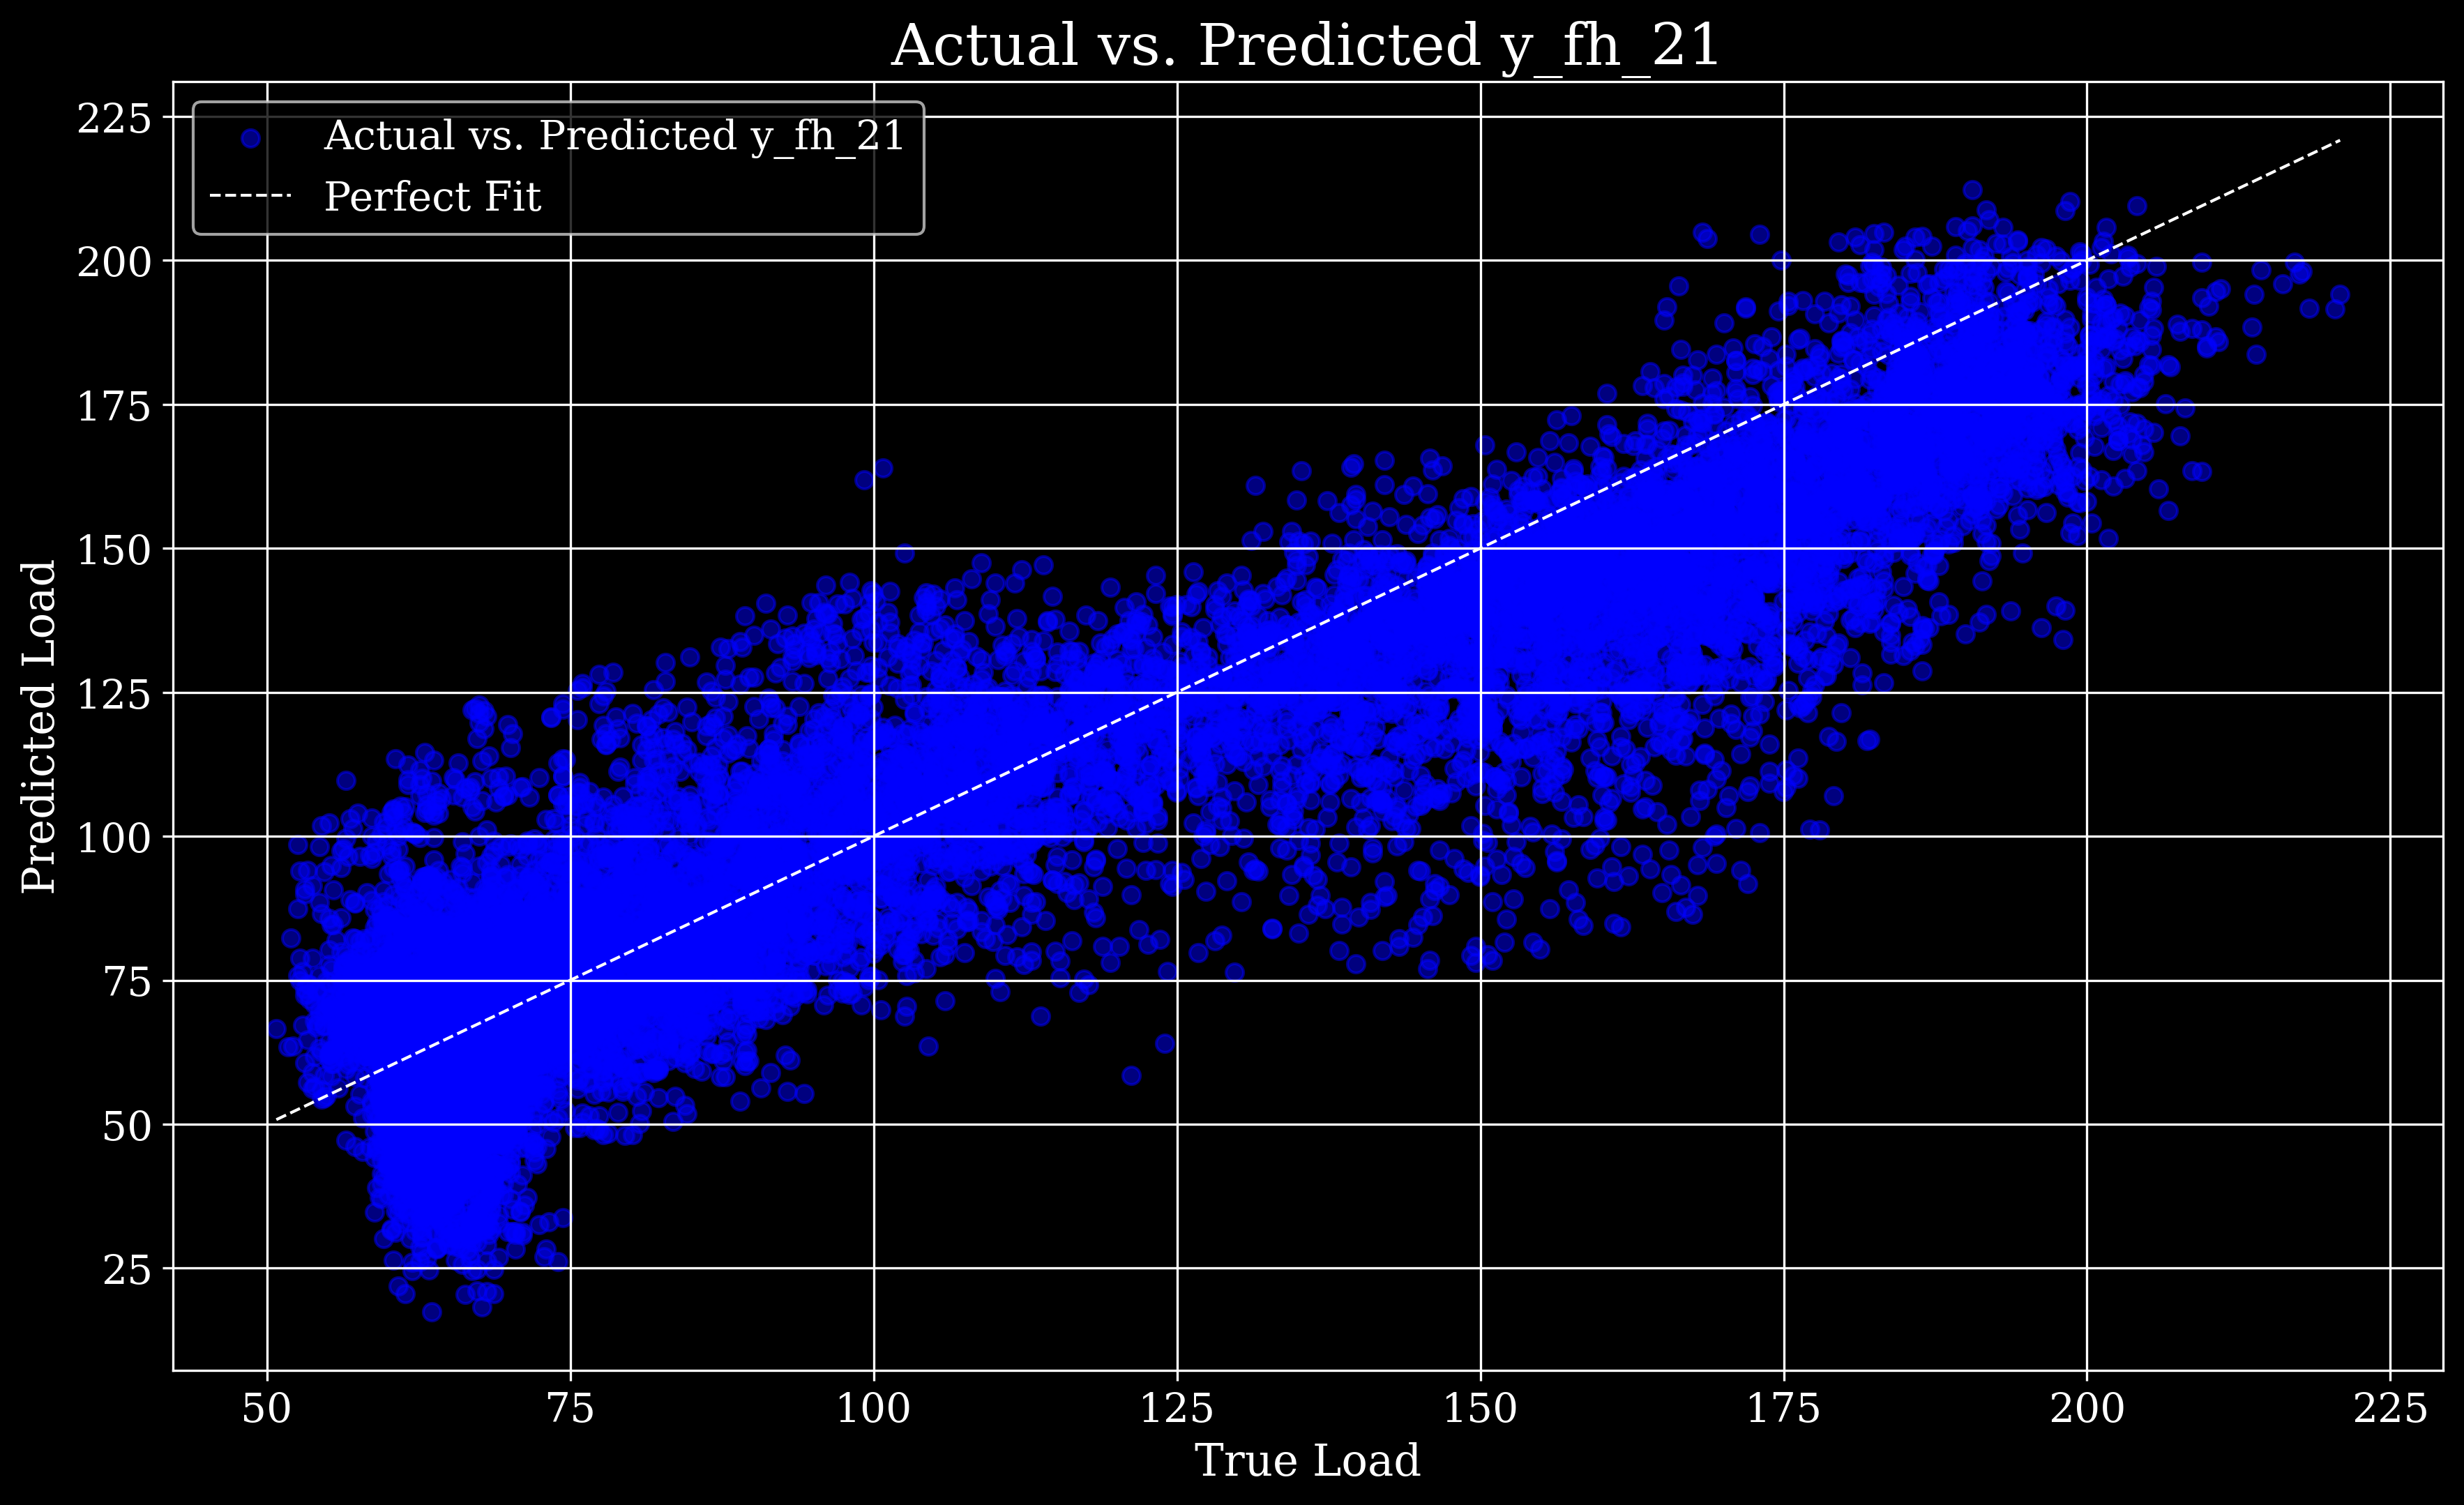 Actual vs. Predicted y_fh_21
Actual vs. Predicted y_fh_21
Perfect Fit
225
200
175
150
125
100
75
50
25
Predicted Load
50 75 100 125 150 175 200 225
True Load